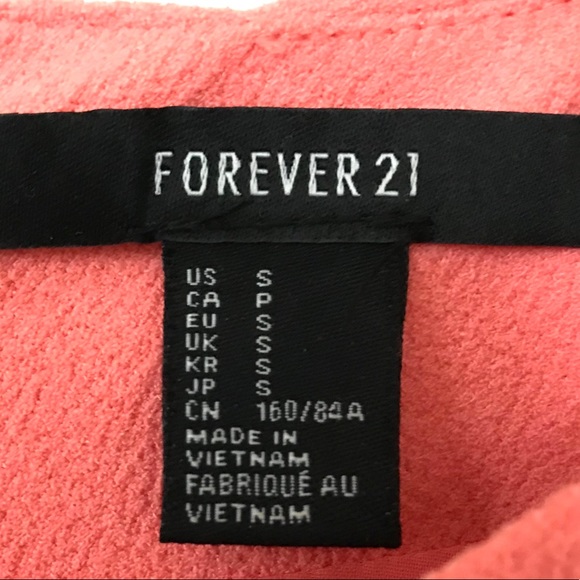 FOREVER 21
US S
CA P
EU S
UK S
KR S
JP S
CN 160/84A
MADE IN
VIETNAM
FABRIQUÉ AU
VIETNAM